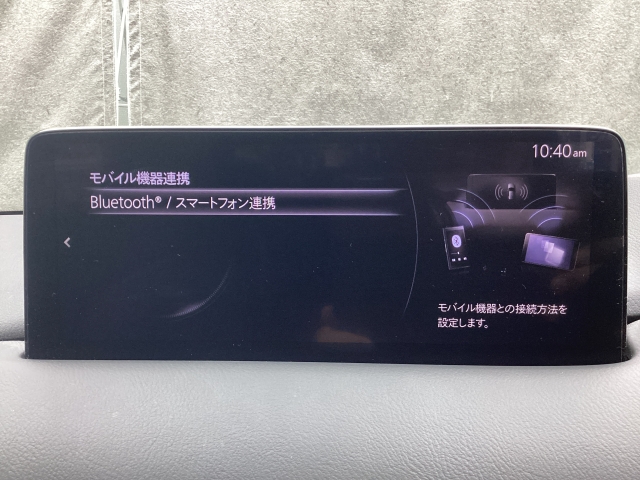 10:40am
モバイル機器連携
Bluetooth® / スマートフォン連携
モバイル機器との接続方法を
設定します。